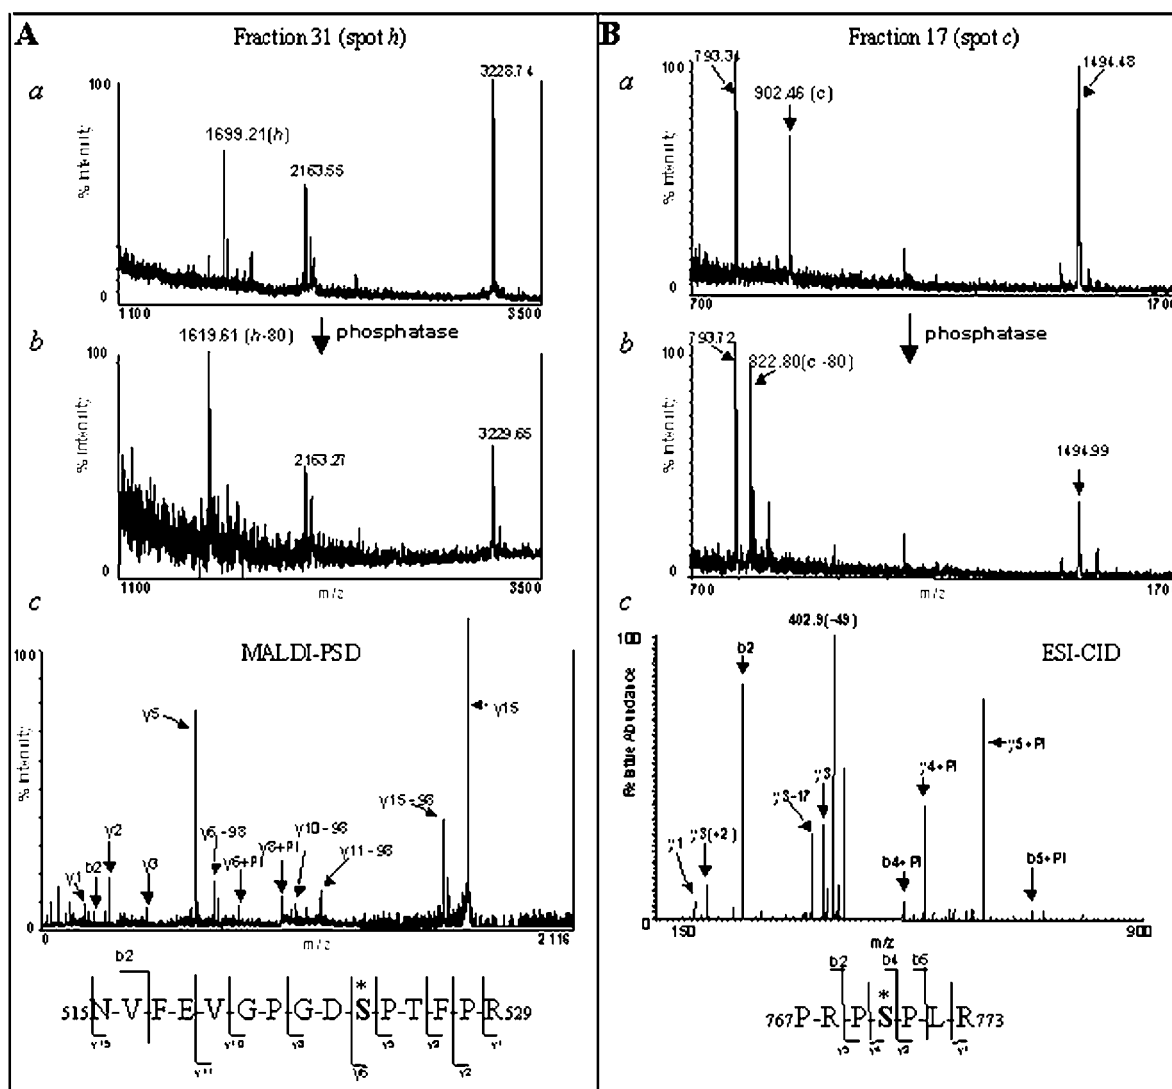 A
Fraction 31 (spot h)
a
100
% Intensity
0
1699.21(h)
2163.55
3228.74
1100
3500
phosphatase
b
100
% Intensity
0
1619.61 (h-80)
2163.27
3229.65
1100
m/z
3500
c
MALDI-PSD
100
% Intensity
0
y1
b2
y2
y3
y5
y6-98
y6+PI
y8+PI
y10-98
y11-98
y15-98
y15
0
m/z
2116
b2
*
515N-V-F-E-V-G-P-G-D-S-P-T-F-P-R529
y15
y11
y10
y2
y1
B
Fraction 17 (spot c)
a
100
% Intensity
0
793.34
902.46 (c)
1494.48
700
1700
phosphatase
b
100
% Intensity
0
793.72
822.80(c-80)
1494.99
700
m/z
170
c
402.9(-49)
ESI-CID
100
Relative Abundance
0
y1
y3(+2)
b2
y3-17
y3
b4+PI
y4+PI
y5+PI
b5+PI
150
m/z
900
b2
b4
b5
*
767P-R-P-S-P-L-R773
y5
y4
y3
y1